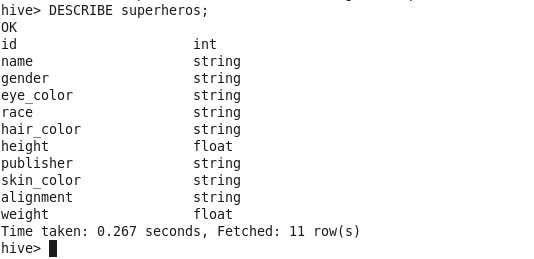 hive> DESCRIBE superheros;
OK
id int
name string
gender string
eye_color string
race string
hair_color string
height float
publisher string
skin_color string
alignment string
weight float
Time taken: 0.267 seconds, Fetched: 11 row(s)
hive>